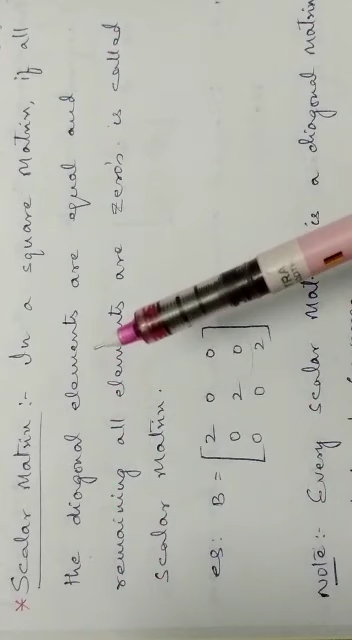 * Scalar Matrix :- In a square matrix, if all
the diagonal elements are equal and
remaining all elements are zero's is called
Scalar Matrix.
eg: B = [2 0 0
0 2 0
0 0 2]
Note:- Every scalar Mat is a diagonal matrix